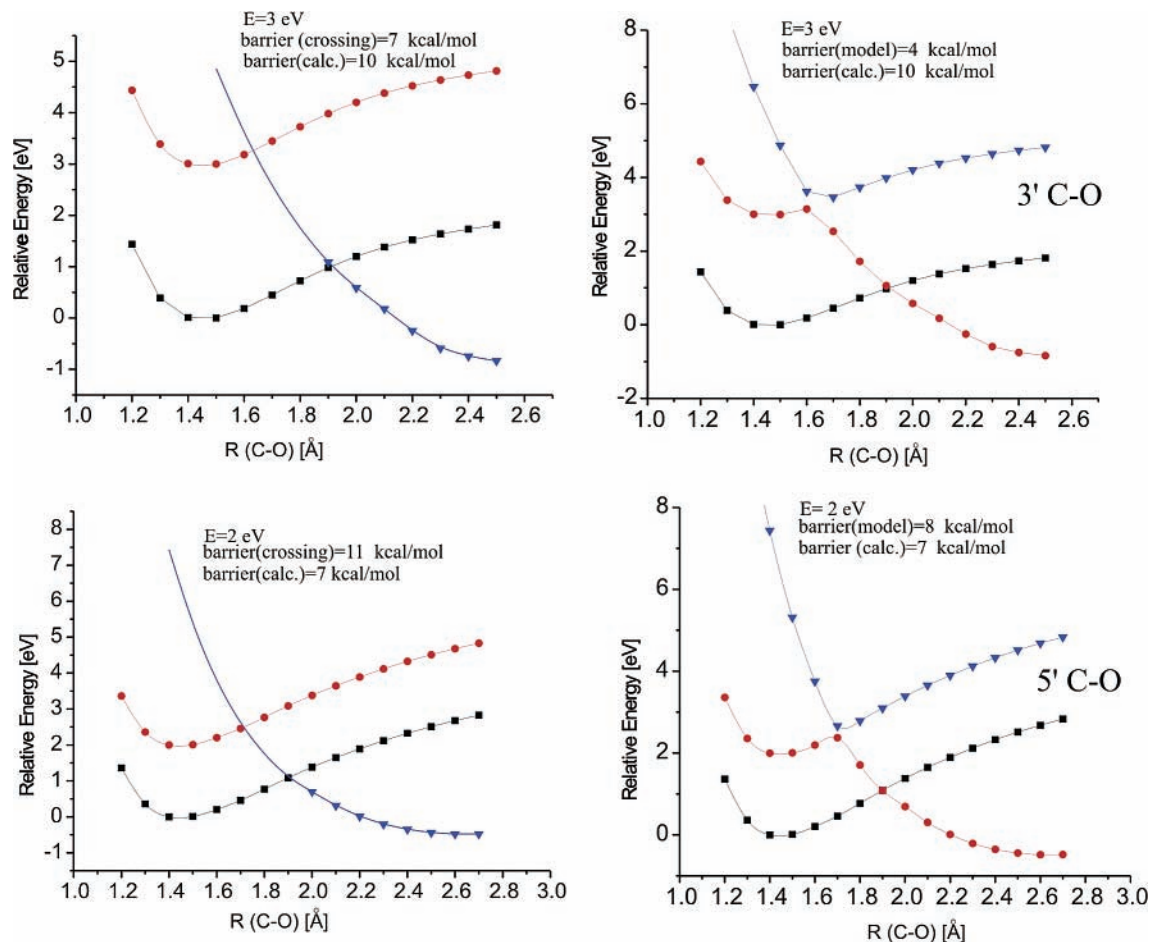 E=3 eV
barrier (crossing)=7 kcal/mol
barrier(calc.)=10 kcal/mol
Relative Energy [eV]
5
4
3
2
1
0
-1
1.0 1.2 1.4 1.6 1.8 2.0 2.2 2.4 2.6
R (C-O) [Å]
E=3 eV
barrier(model)=4 kcal/mol
barrier(calc.)=10 kcal/mol
3' C-O
Relative Energy [eV]
8
6
4
2
0
-2
1.0 1.2 1.4 1.6 1.8 2.0 2.2 2.4 2.6
R (C-O) [Å]
E=2 eV
barrier(crossing)=11 kcal/mol
barrier(calc.)=7 kcal/mol
Relative Energy [eV]
8
7
6
5
4
3
2
1
0
-1
1.0 1.2 1.4 1.6 1.8 2.0 2.2 2.4 2.6 2.8 3.0
R (C-O) [Å]
E= 2 eV
barrier(model)=8 kcal/mol
barrier (calc.)=7 kcal/mol
5' C-O
Relative Energy [eV]
8
6
4
2
0
1.0 1.2 1.4 1.6 1.8 2.0 2.2 2.4 2.6 2.8 3.0
R (C-O) [Å]